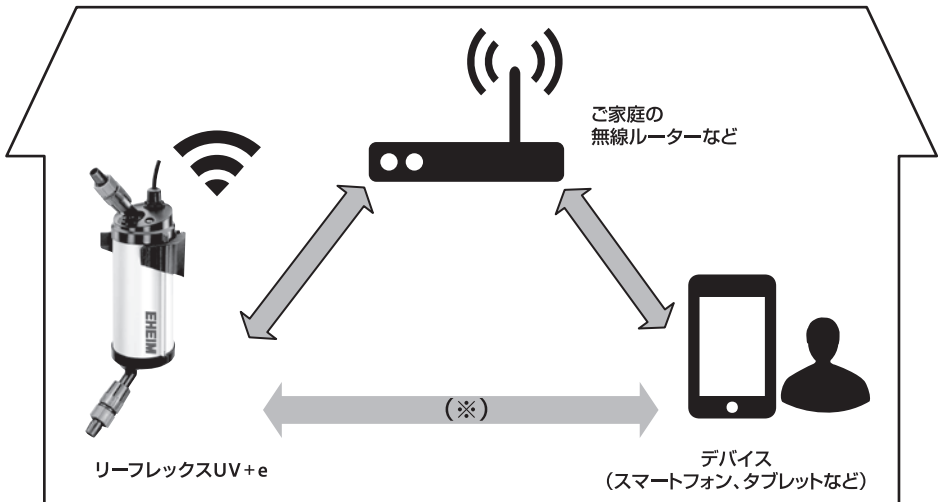 ご家庭の
無線ルーターなど
EHEIM
(※)
リーフレックスUV+e
デバイス
(スマートフォン、タブレットなど)